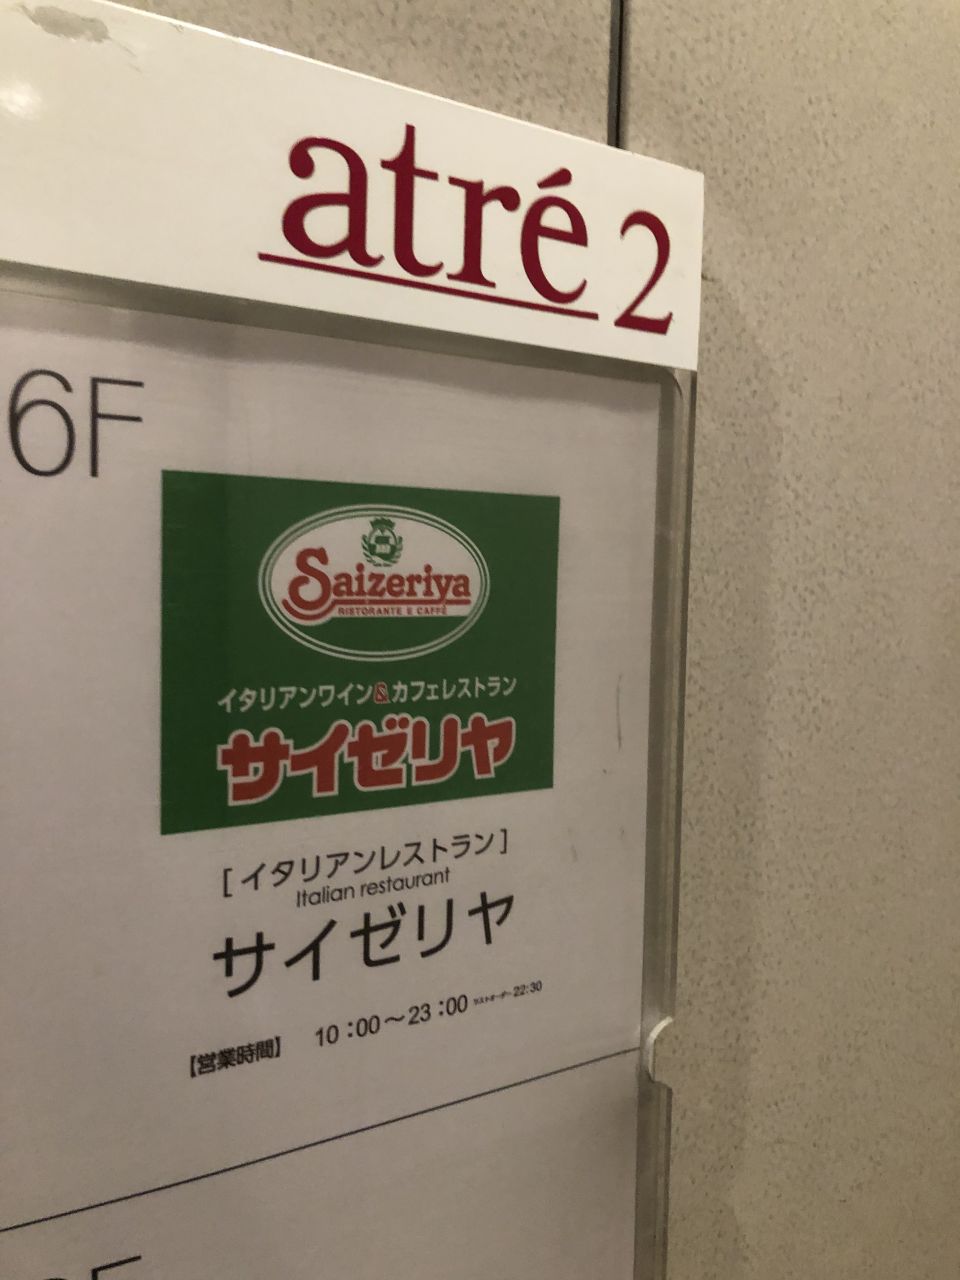 atré 2
6F
Saizeriya
RISTORANTE E CAFFÈ
イタリアンワイン&カフェレストラン
サイゼリヤ
[イタリアンレストラン]
Italian restaurant
サイゼリヤ
【営業時間】 10:00～23:00 ラストオーダー 22:30